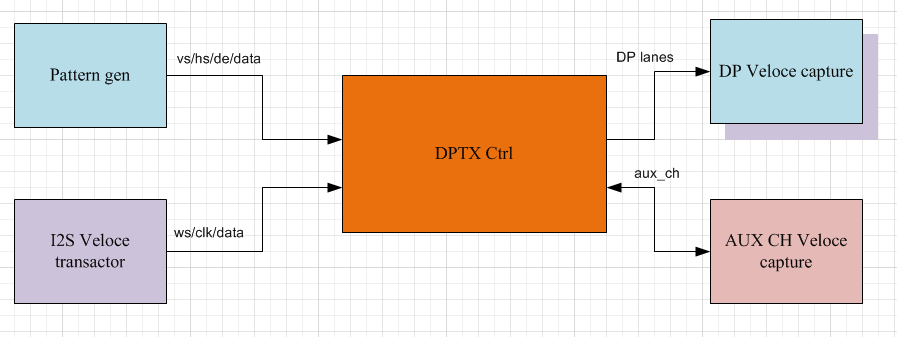 Pattern gen
vs/hs/de/data
DPTX Ctrl
DP lanes
DP Veloce capture
I2S Veloce
transactor
ws/clk/data
aux_ch
AUX CH Veloce
capture